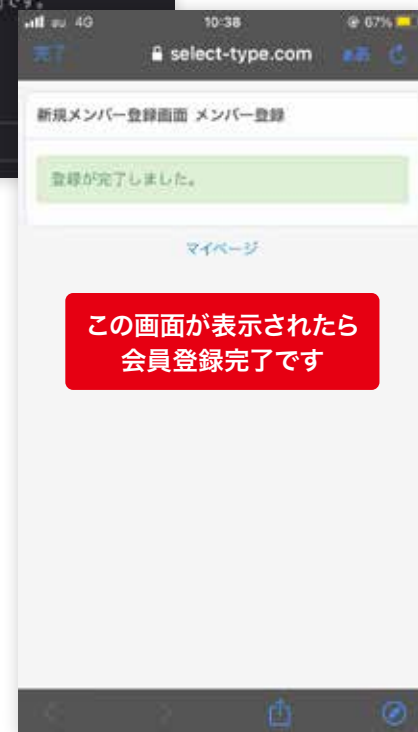 です。
au 4G 10:38 67%
完了 select-type.com ああ
新規メンバー登録画面 メンバー登録
登録が完了しました。
マイページ
この画面が表示されたら
会員登録完了です